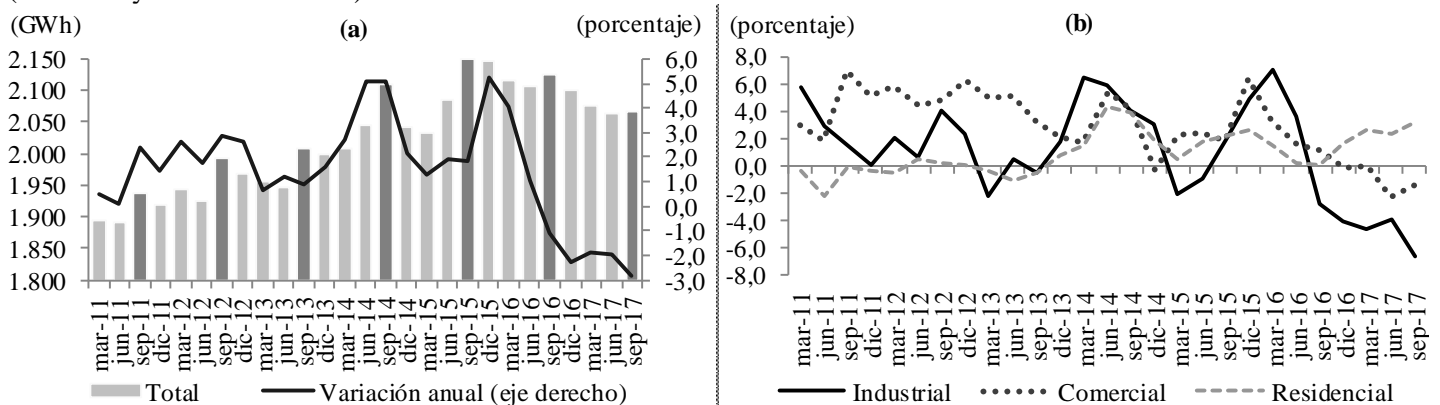 (GWh)
(a)
(porcentaje)
2.150
2.100
2.050
2.000
1.950
1.900
1.850
1.800
6,0
5,0
4,0
3,0
2,0
1,0
0,0
-1,0
-2,0
-3,0
mar-11
jun-11
sep-11
dic-11
mar-12
jun-12
sep-12
dic-12
mar-13
jun-13
sep-13
dic-13
mar-14
jun-14
sep-14
dic-14
mar-15
jun-15
sep-15
dic-15
mar-16
jun-16
sep-16
dic-16
mar-17
jun-17
sep-17
Total
Variación anual (eje derecho)
(porcentaje)
(b)
8,0
6,0
4,0
2,0
0,0
-2,0
-4,0
-6,0
-8,0
mar-11
jun-11
sep-11
dic-11
mar-12
jun-12
sep-12
dic-12
mar-13
jun-13
sep-13
dic-13
mar-14
jun-14
sep-14
dic-14
mar-15
jun-15
sep-15
dic-15
mar-16
jun-16
sep-16
dic-16
mar-17
jun-17
sep-17
Industrial
Comercial
Residencial